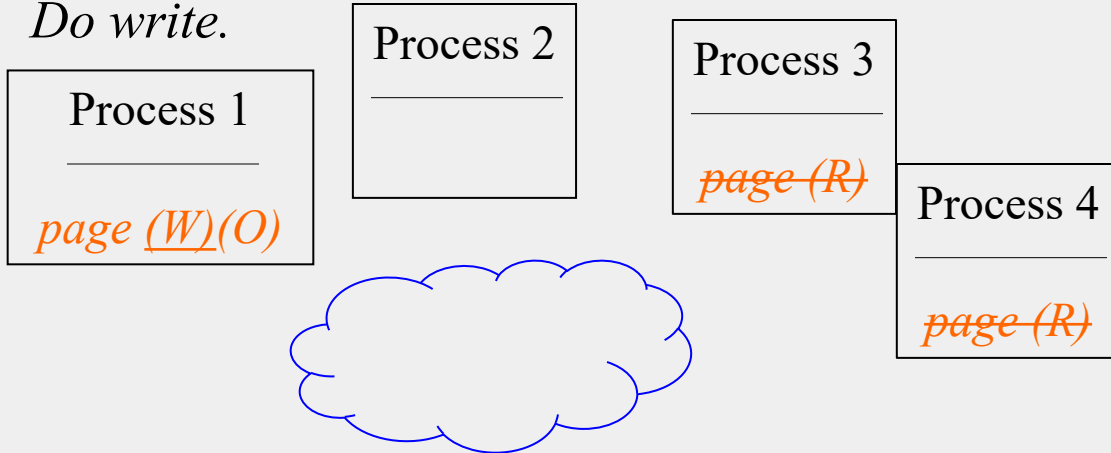 Do write.
Process 1
page (W)(O)
Process 2
Process 3
page (R)
Process 4
page (R)